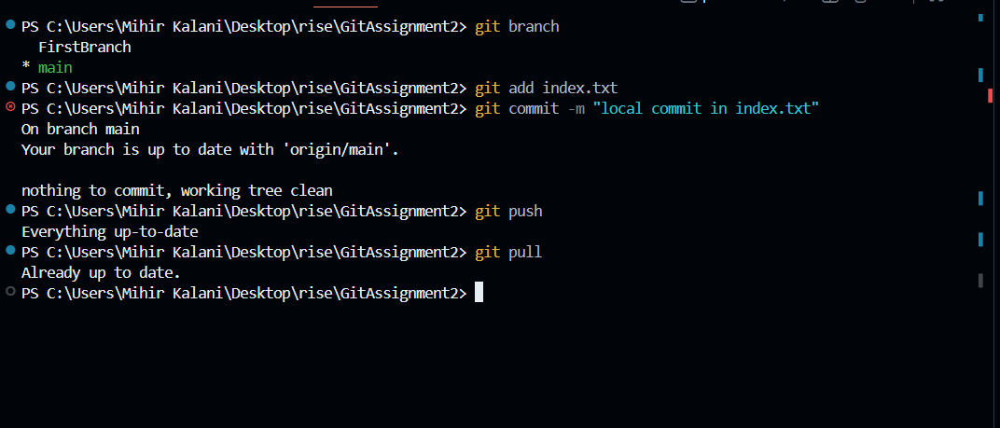 PS C:\Users\Mihir Kalani\Desktop\rise\GitAssignment2> git branch
  FirstBranch
* main
PS C:\Users\Mihir Kalani\Desktop\rise\GitAssignment2> git add index.txt
PS C:\Users\Mihir Kalani\Desktop\rise\GitAssignment2> git commit -m "local commit in index.txt"
On branch main
Your branch is up to date with 'origin/main'.

nothing to commit, working tree clean
PS C:\Users\Mihir Kalani\Desktop\rise\GitAssignment2> git push
Everything up-to-date
PS C:\Users\Mihir Kalani\Desktop\rise\GitAssignment2> git pull
Already up to date.
PS C:\Users\Mihir Kalani\Desktop\rise\GitAssignment2>